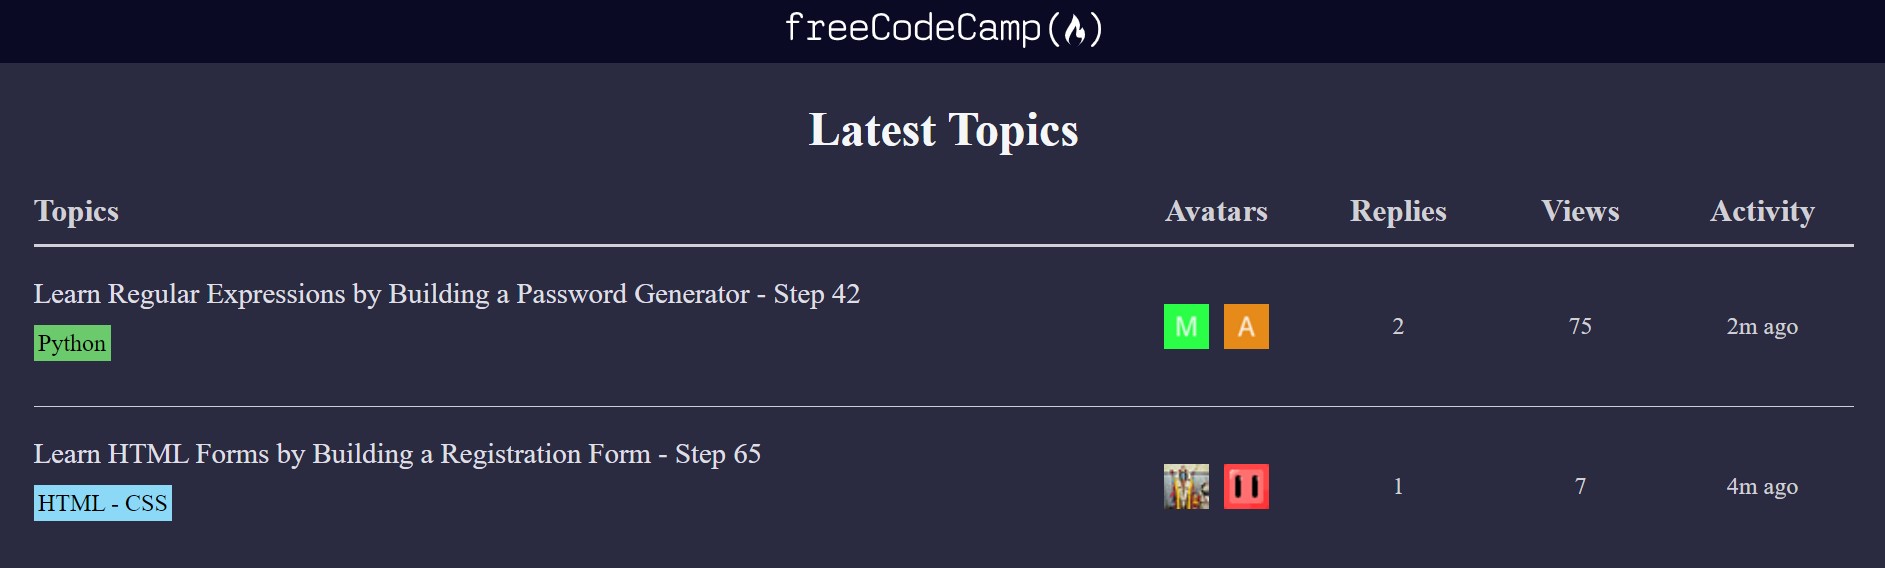 freeCodeCamp
Latest Topics
Topics Avatars Replies Views Activity
Learn Regular Expressions by Building a Password Generator - Step 42
Python
M A 2 75 2m ago
Learn HTML Forms by Building a Registration Form - Step 65
HTML - CSS
1 7 4m ago